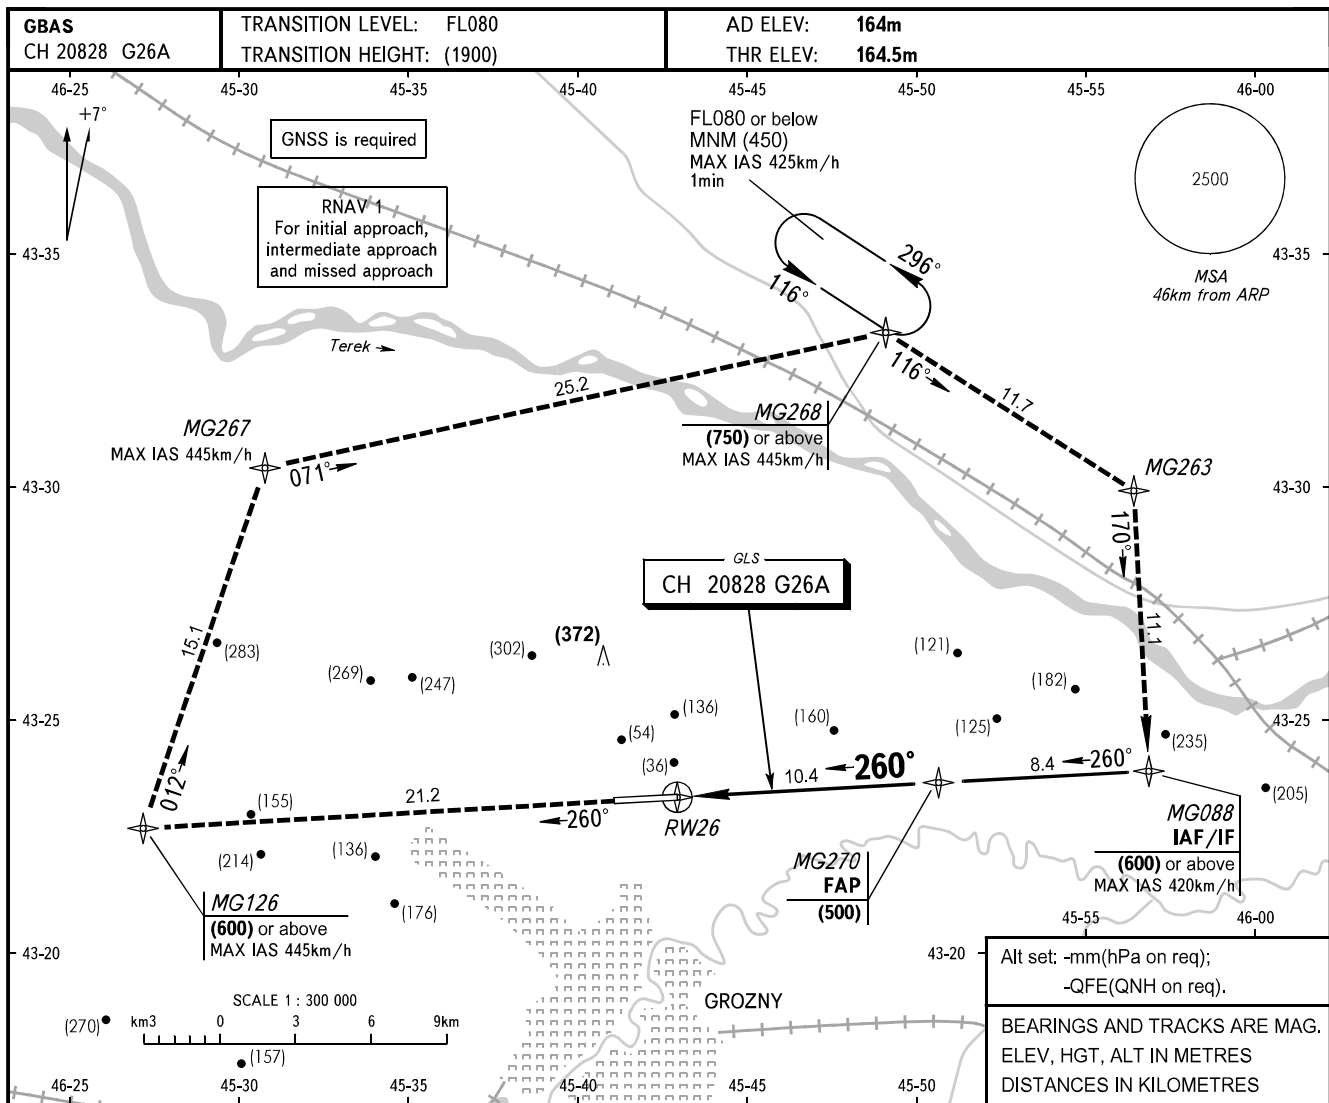 GBAS
CH 20828 G26A
TRANSITION LEVEL: FL080
TRANSITION HEIGHT: (1900)
AD ELEV: 164m
THR ELEV: 164.5m
46-25
45-30
45-35
45-40
45-45
45-50
45-55
46-00
+7°
GNSS is required
RNAV 1
For initial approach,
intermediate approach
and missed approach
FL080 or below
MNM (450)
MAX IAS 425km/h
1min
2500
MSA
46km from ARP
43-35
43-35
296°
116°
Terek
25.2
116°
11.7
MG268
(750) or above
MAX IAS 445km/h
MG267
MAX IAS 445km/h
071°
MG263
43-30
43-30
170°
GLS
CH 20828 G26A
15.1
11.1
(283)
(269)
(247)
(302)
(372)
(121)
(182)
(136)
(54)
(36)
(160)
(125)
(235)
(205)
43-25
43-25
012°
(155)
21.2
260°
RW26
10.4
260°
8.4
260°
(214)
(136)
(176)
MG126
(600) or above
MAX IAS 445km/h
MG270
FAP
(500)
MG088
IAF/IF
(600) or above
MAX IAS 420km/h
45-55
46-00
43-20
43-20
GROZNY
SCALE 1 : 300 000
km3 0 3 6 9km
(270)
(157)
Alt set: -mm(hPa on req);
-QFE(QNH on req).
BEARINGS AND TRACKS ARE MAG.
ELEV, HGT, ALT IN METRES
DISTANCES IN KILOMETRES
46-25
45-30
45-35
45-40
45-45
45-50